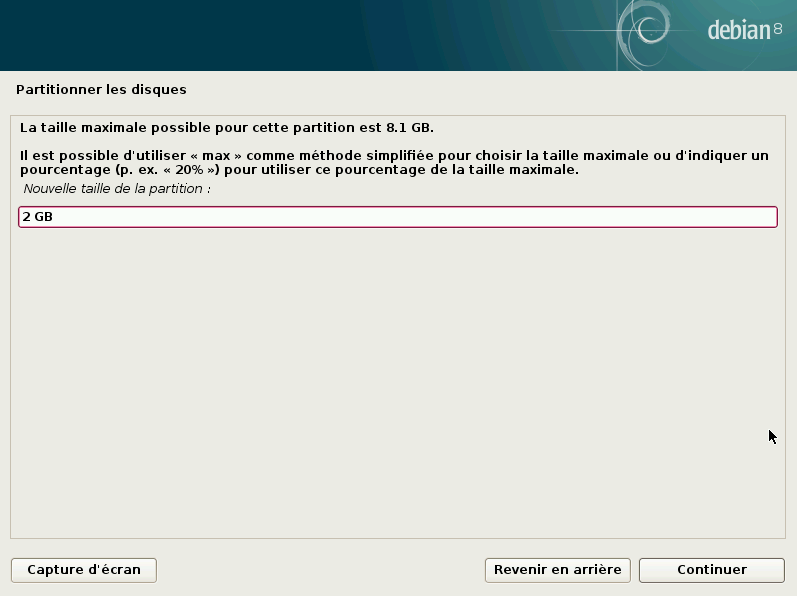 debian 8
Partitionner les disques
La taille maximale possible pour cette partition est 8.1 GB.
Il est possible d'utiliser « max » comme méthode simplifiée pour choisir la taille maximale ou d'indiquer un
pourcentage (p. ex. « 20% ») pour utiliser ce pourcentage de la taille maximale.
Nouvelle taille de la partition :
2 GB
Capture d'écran
Revenir en arrière
Continuer